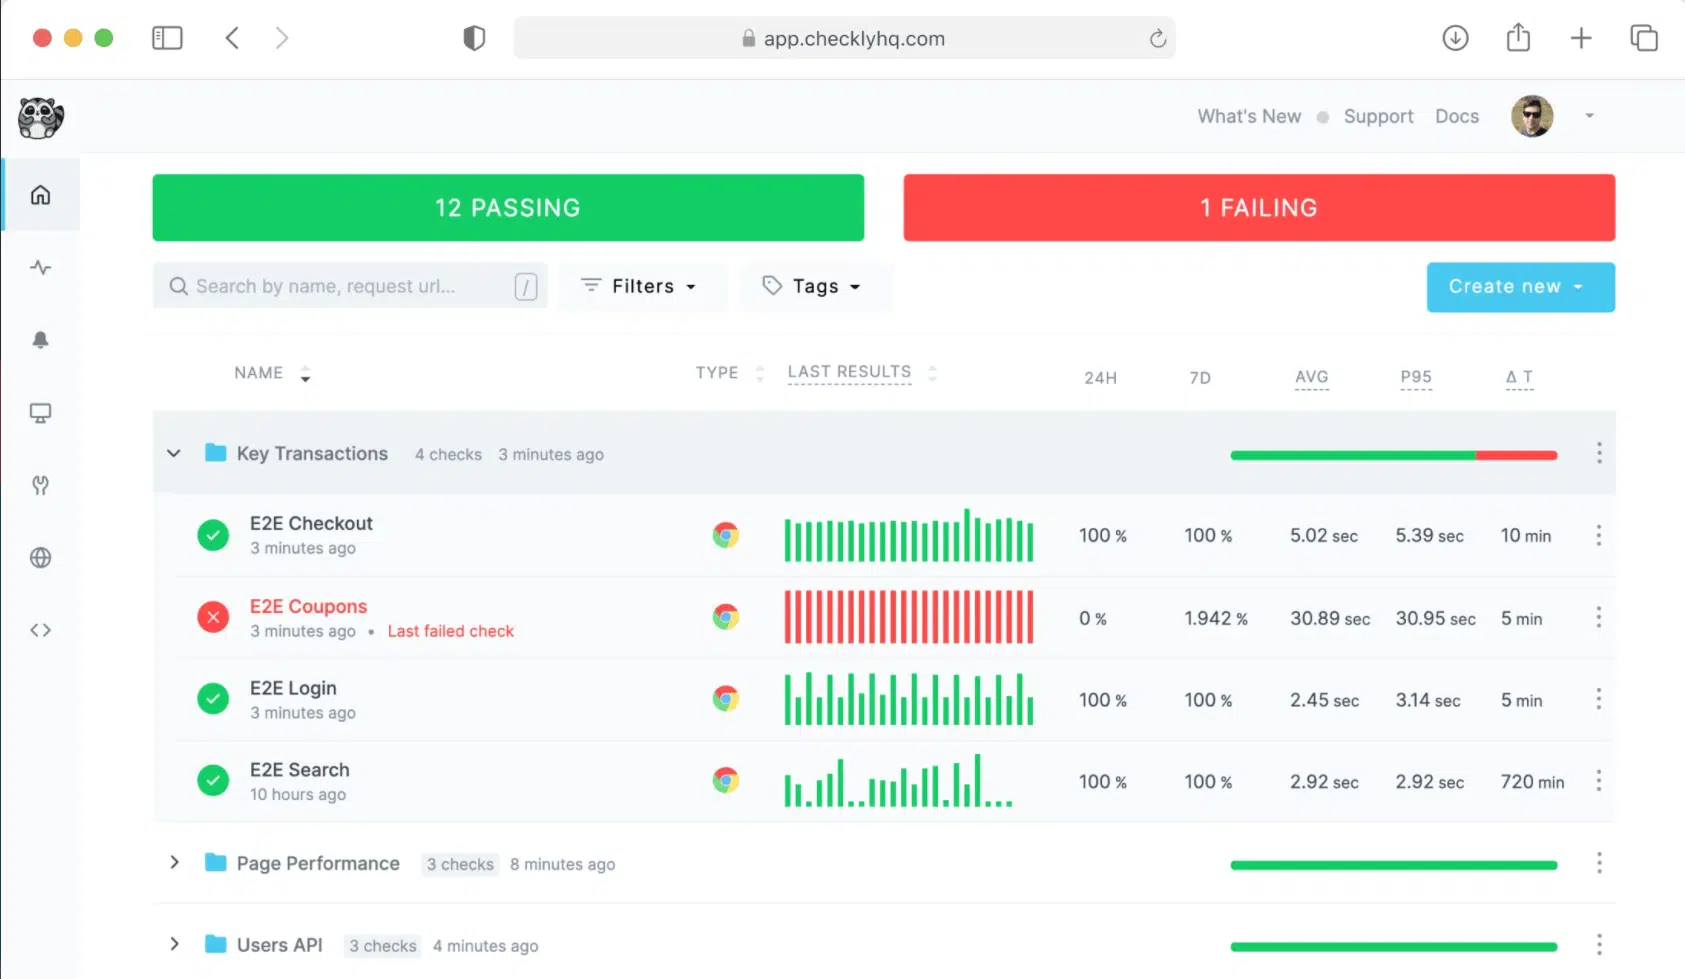 app.checklyhq.com
What's New Support Docs
12 PASSING
1 FAILING
Search by name, request url... /
Filters
Tags
Create new
NAME TYPE LAST RESULTS 24H 7D AVG P95 Δ T
Key Transactions 4 checks 3 minutes ago
E2E Checkout
3 minutes ago
100 % 100 % 5.02 sec 5.39 sec 10 min
E2E Coupons
3 minutes ago • Last failed check
0 % 1.942 % 30.89 sec 30.95 sec 5 min
E2E Login
3 minutes ago
100 % 100 % 2.45 sec 3.14 sec 5 min
E2E Search
10 hours ago
100 % 100 % 2.92 sec 2.92 sec 720 min
Page Performance 3 checks 8 minutes ago
Users API 3 checks 4 minutes ago